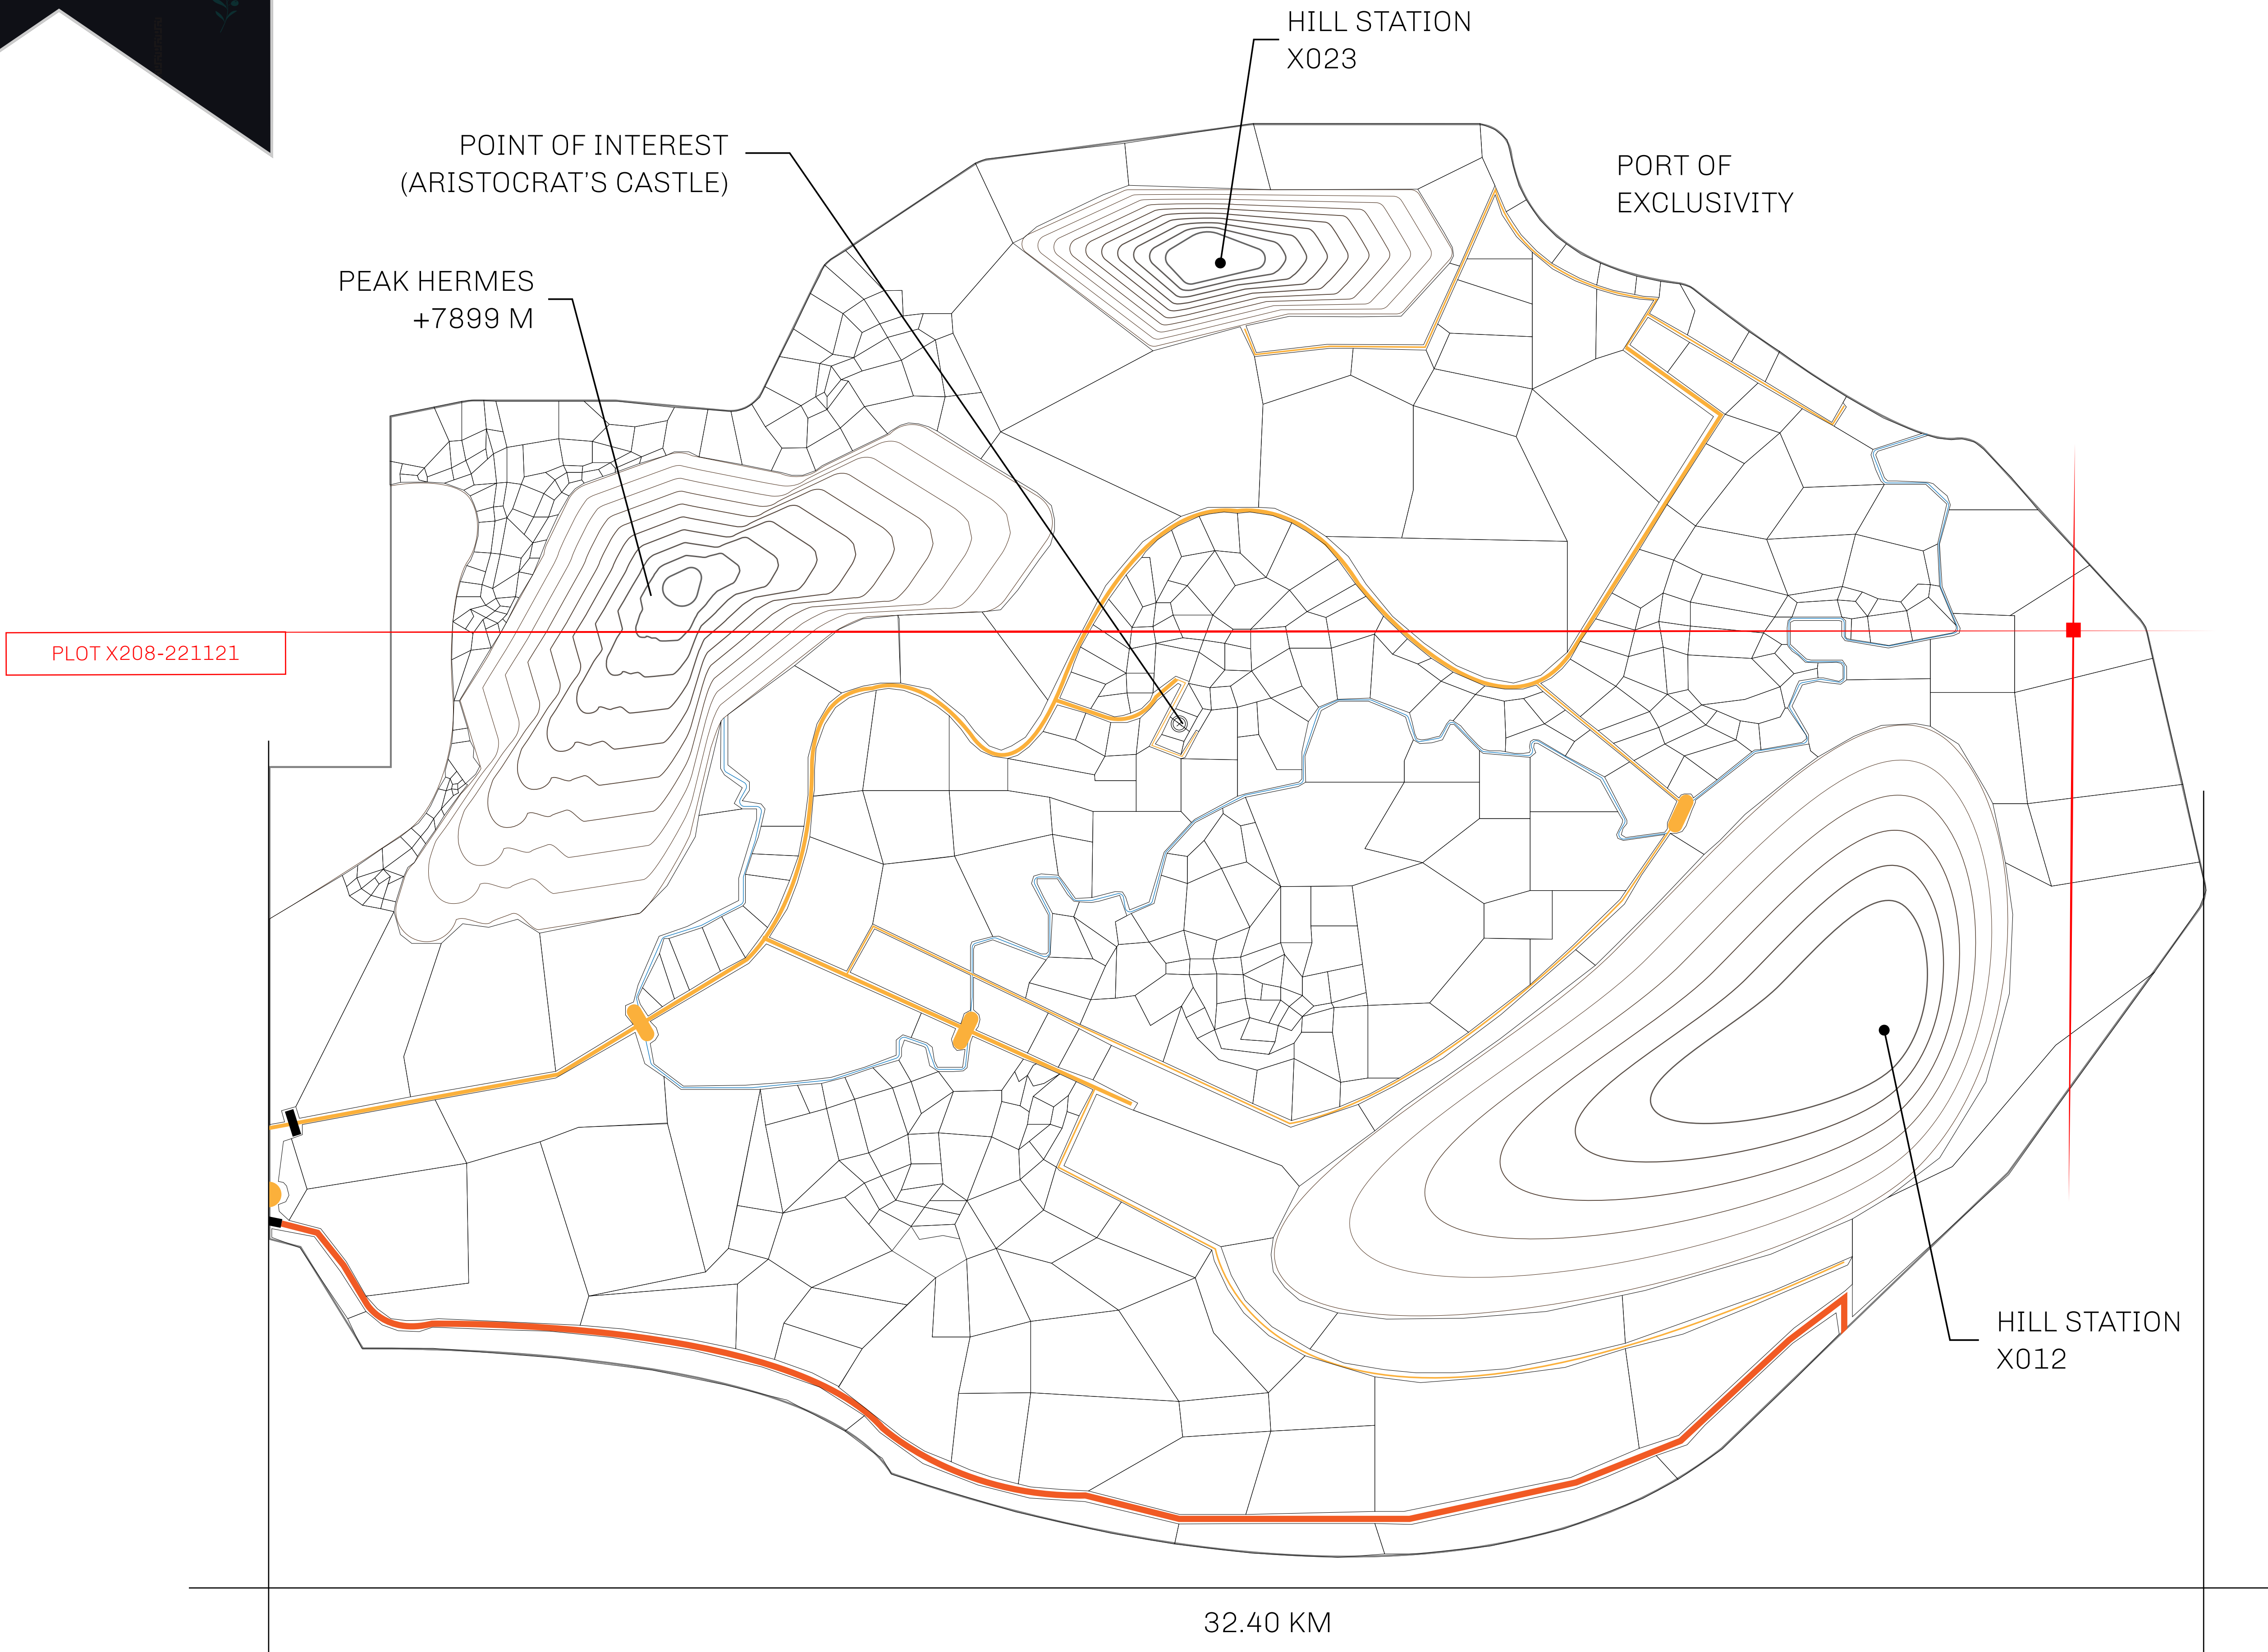 HILL STATION
X023
POINT OF INTEREST
(ARISTOCRAT'S CASTLE)
PORT OF
EXCLUSIVITY
PEAK HERMES
+7899 M
PLOT X208-221121
HILL STATION
X012
32.40 KM